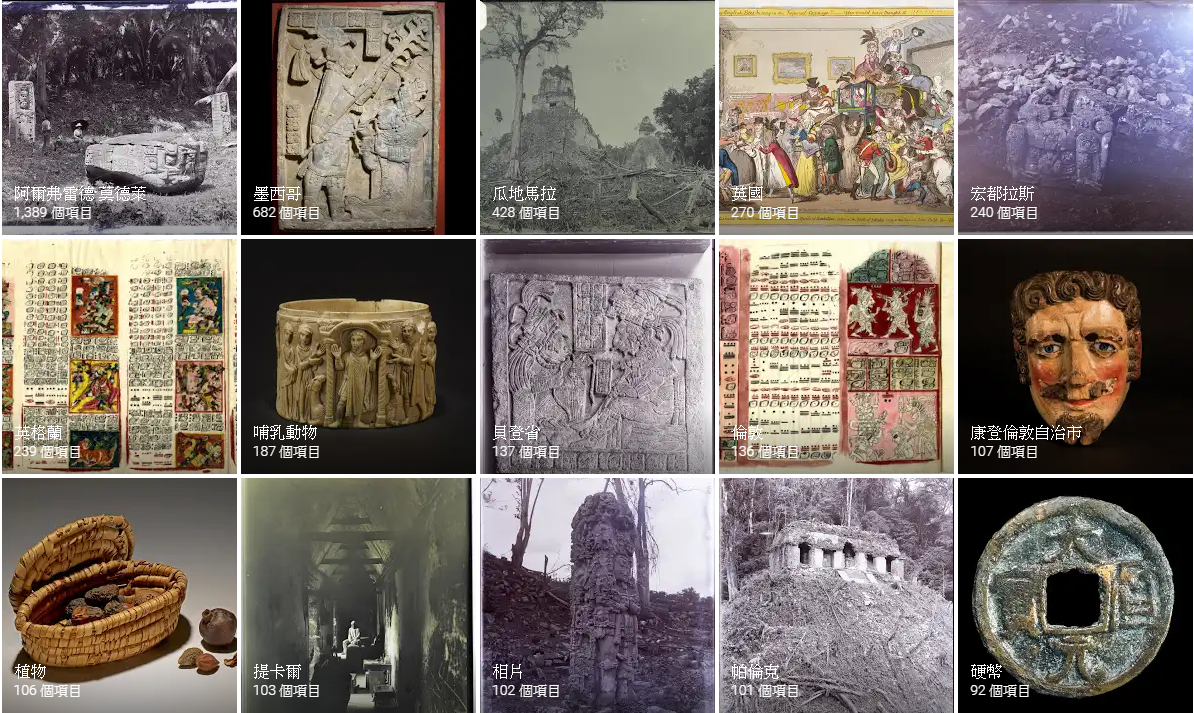 阿爾弗雷德·莫德萊
1,389 個項目
墨西哥
682 個項目
瓜地馬拉
428 個項目
英國
270 個項目
宏都拉斯
240 個項目
英格蘭
239 個項目
哺乳動物
187 個項目
貝登省
137 個項目
倫敦
136 個項目
康登倫敦自治市
107 個項目
植物
106 個項目
提卡爾
103 個項目
相片
102 個項目
帕倫克
101 個項目
硬幣
92 個項目